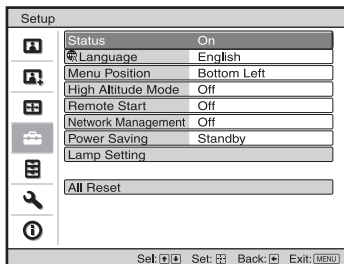 Setup
Status On
Language English
Menu Position Bottom Left
High Altitude Mode Off
Remote Start Off
Network Management Off
Power Saving Standby
Lamp Setting
All Reset
Sel: Set: Back: Exit: MENU